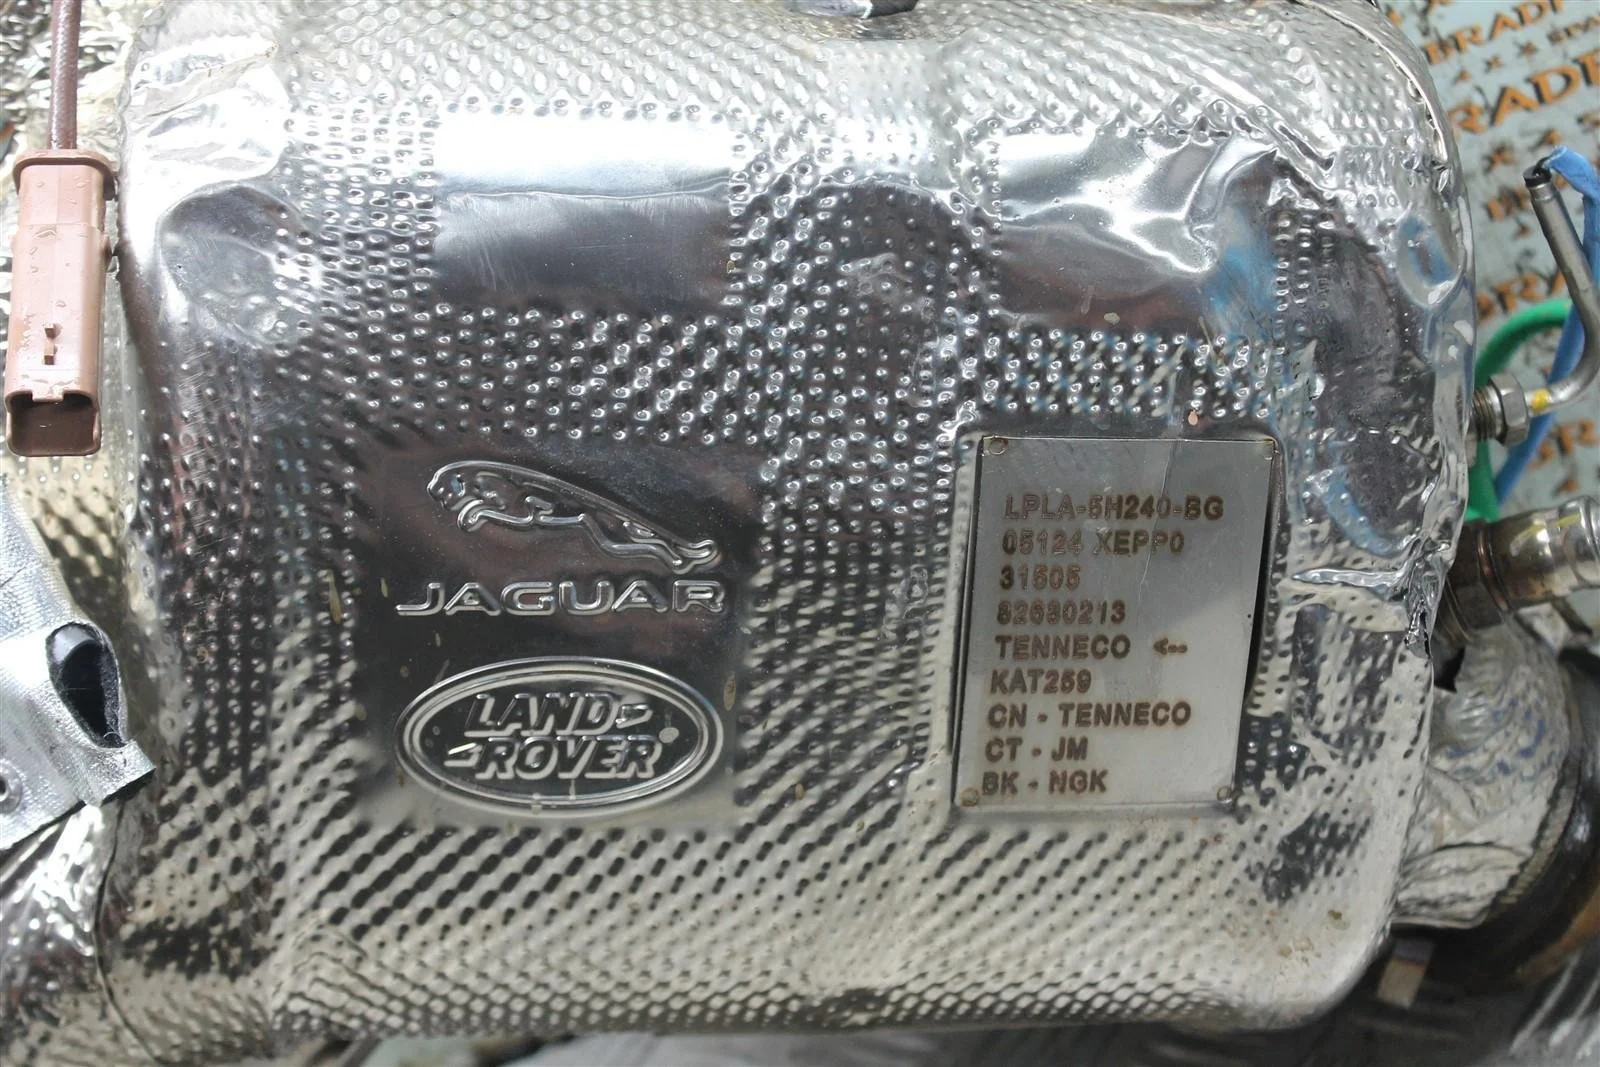 JAGUAR
LAND-
-ROVER
LPLA-5H240-BG
05124 XEPP0
31505
82680213
TENNECO <--
KAT259
CN - TENNECO
CT - JM
BK - NGK